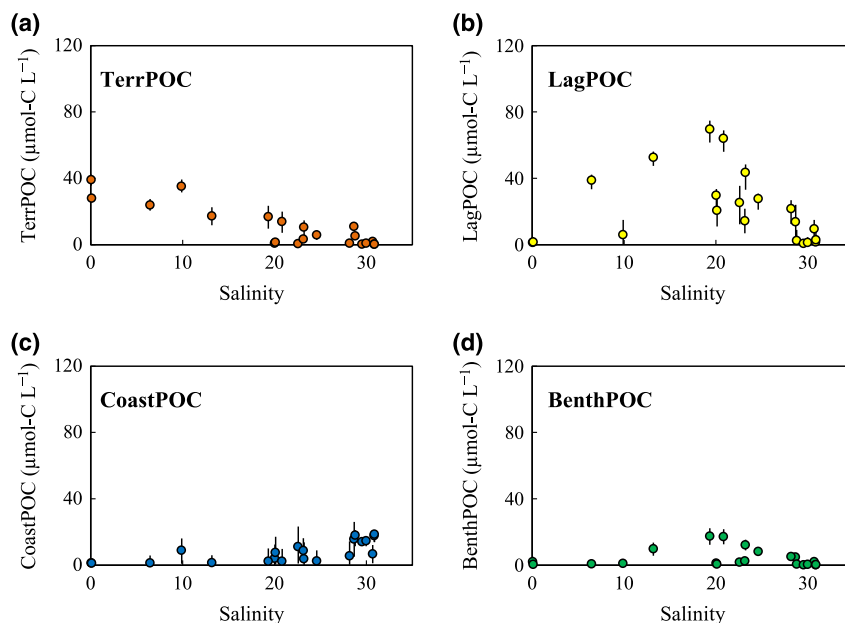 (a)
120
80
40
0
TerrPOC (μmol-C L⁻¹)
TerrPOC
0 10 20 30
Salinity
(b)
120
80
40
0
LagPOC (μmol-C L⁻¹)
LagPOC
0 10 20 30
Salinity
(c)
120
80
40
0
CoastPOC (μmol-C L⁻¹)
CoastPOC
0 10 20 30
Salinity
(d)
120
80
40
0
BenthPOC (μmol-C L⁻¹)
BenthPOC
0 10 20 30
Salinity